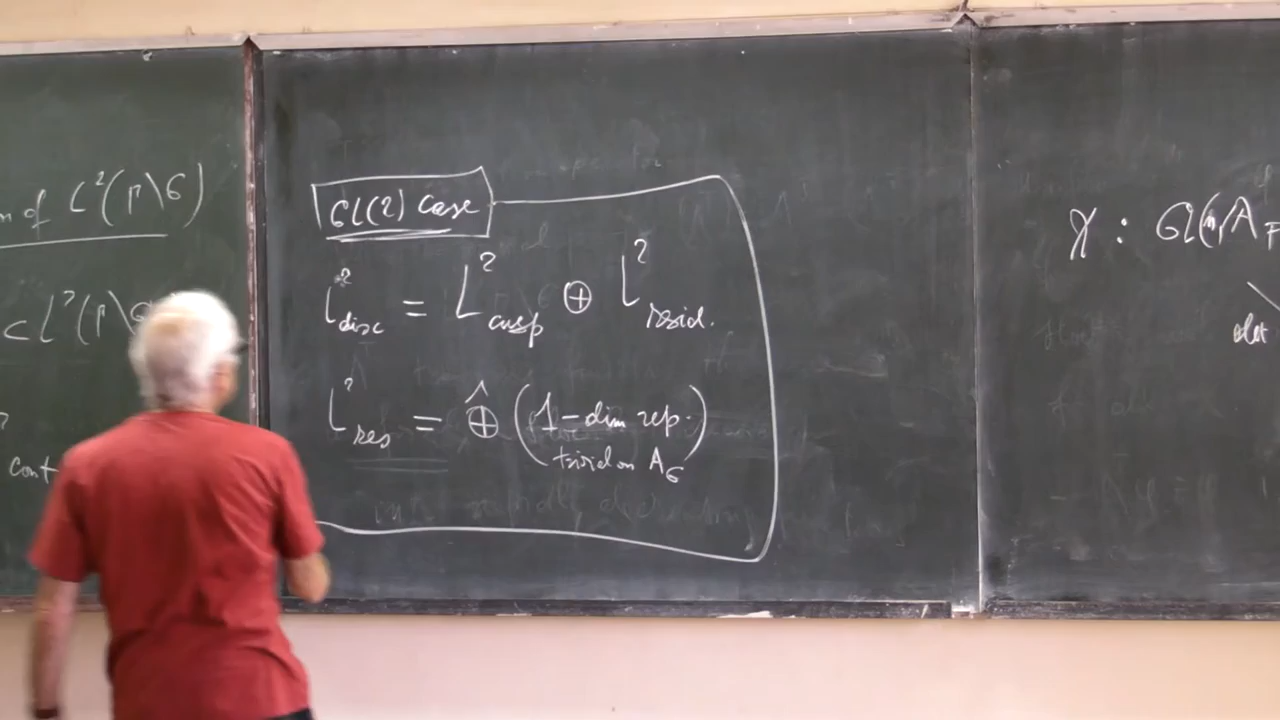 n of L²(Γ\G)
⊂ L²(Γ\G
cont
GL(2) Case
L²disc = L²cusp ⊕ L²resid.
L²res = ⊕̂ (1-dim rep. trivial on A_G)
χ : GL(n, A_F
det